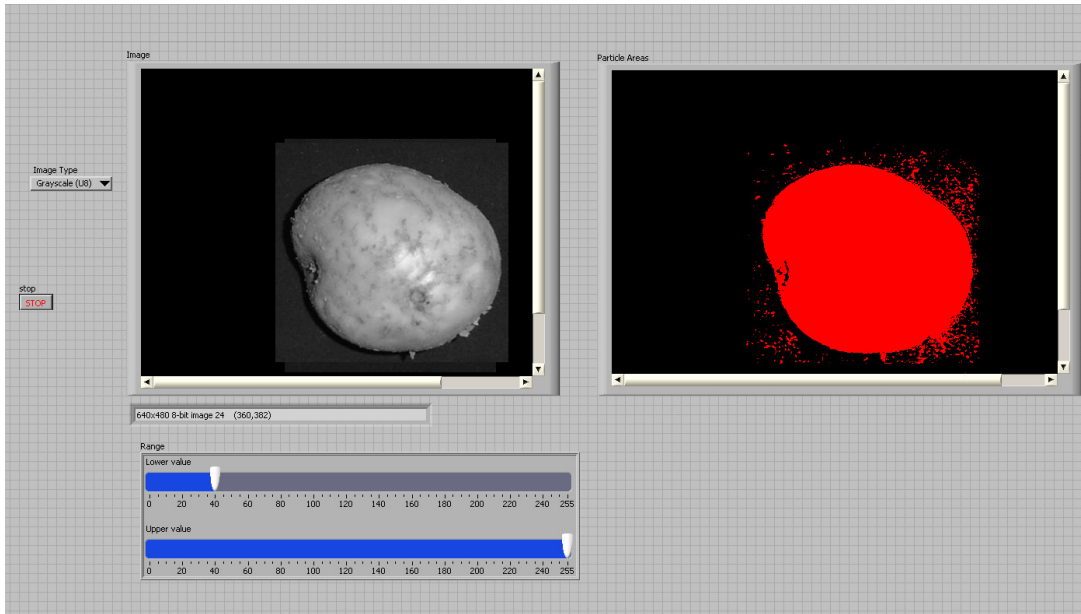 Image
Particle Areas
Image Type
Grayscale (U8)
stop
STOP
640x480 8-bit image 24    (360,382)
Range
Lower value
0 20 40 60 80 100 120 140 160 180 200 220 240 255
Upper value
0 20 40 60 80 100 120 140 160 180 200 220 240 255